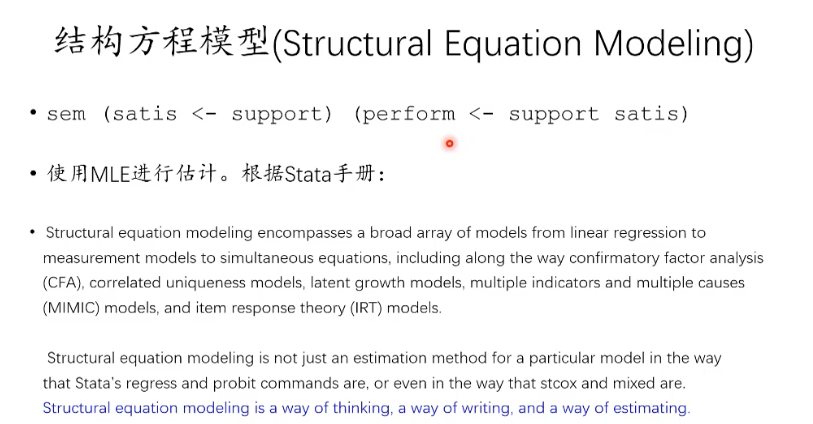 结构方程模型(Structural Equation Modeling)
• sem (satis <- support) (perform <- support satis)
• 使用MLE进行估计。根据Stata手册：
• Structural equation modeling encompasses a broad array of models from linear regression to
measurement models to simultaneous equations, including along the way confirmatory factor analysis
(CFA), correlated uniqueness models, latent growth models, multiple indicators and multiple causes
(MIMIC) models, and item response theory (IRT) models.
Structural equation modeling is not just an estimation method for a particular model in the way
that Stata's regress and probit commands are, or even in the way that stcox and mixed are.
Structural equation modeling is a way of thinking, a way of writing, and a way of estimating.